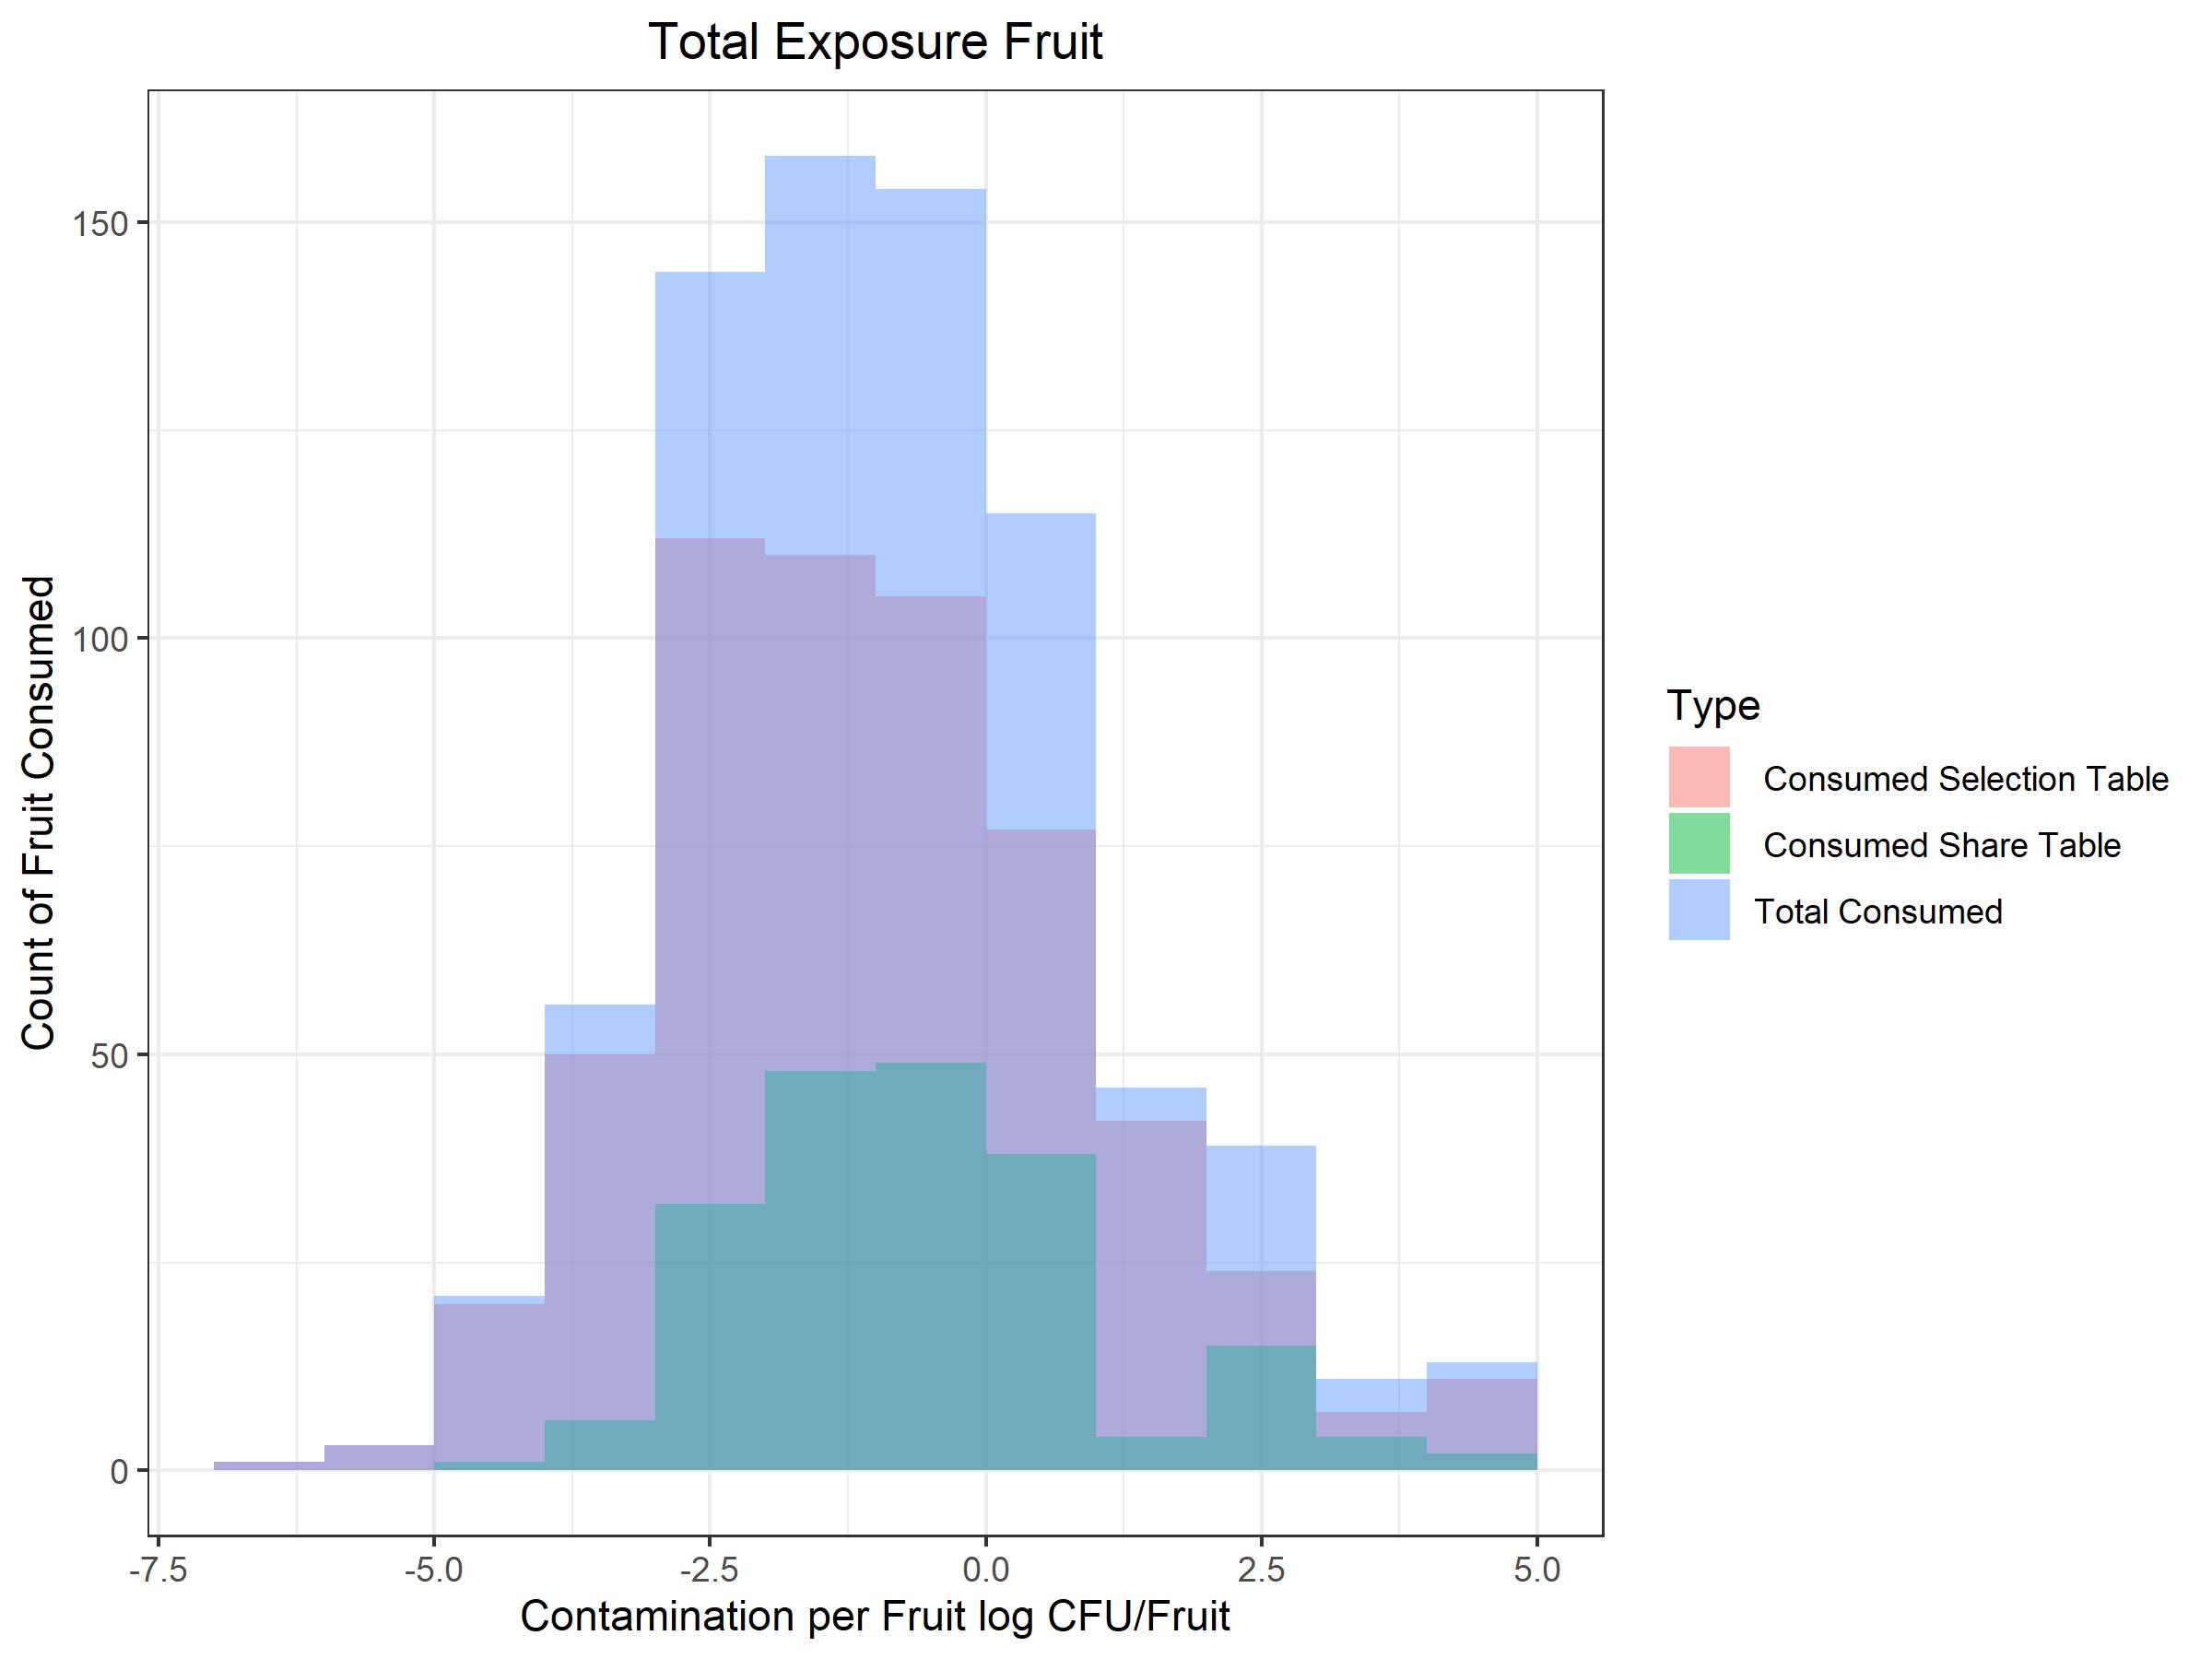 Total Exposure Fruit
Count of Fruit Consumed
150
100
50
0
-7.5
-5.0
-2.5
0.0
2.5
5.0
Contamination per Fruit log CFU/Fruit
Type
Consumed Selection Table
Consumed Share Table
Total Consumed